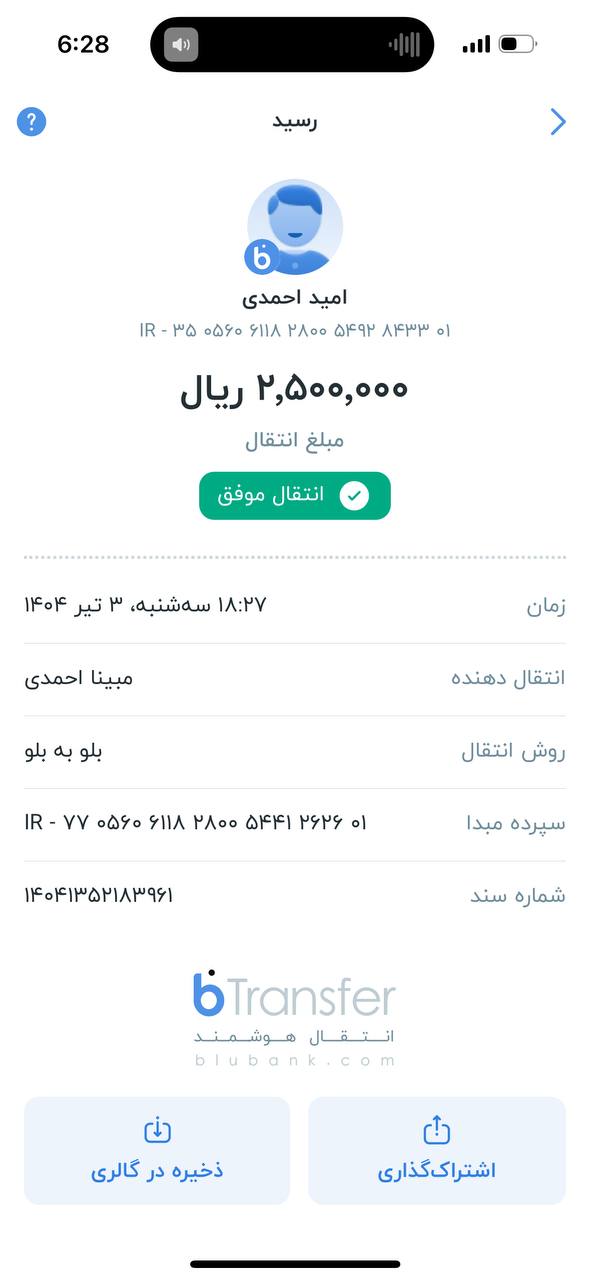 6:28
رسید
?
امید احمدی
IR - ۳۵ ۰۵۶۰ ۶۱۱۸ ۲۸۰۰ ۵۴۹۲ ۸۴۳۳ ۰۱
۲,۵۰۰,۰۰۰ ریال
مبلغ انتقال
انتقال موفق
زمان ۱۸:۲۷ سه‌شنبه، ۳ تیر ۱۴۰۴
انتقال دهنده مبینا احمدی
روش انتقال بلو به بلو
سپرده مبدا IR - ۷۷ ۰۵۶۰ ۶۱۱۸ ۲۸۰۰ ۵۴۴۱ ۲۶۲۶ ۰۱
شماره سند ۱۴۰۴۱۳۵۲۱۸۳۹۶۱
bTransfer
انتقال هوشمند
blubank.com
اشتراک‌گذاری
ذخیره در گالری